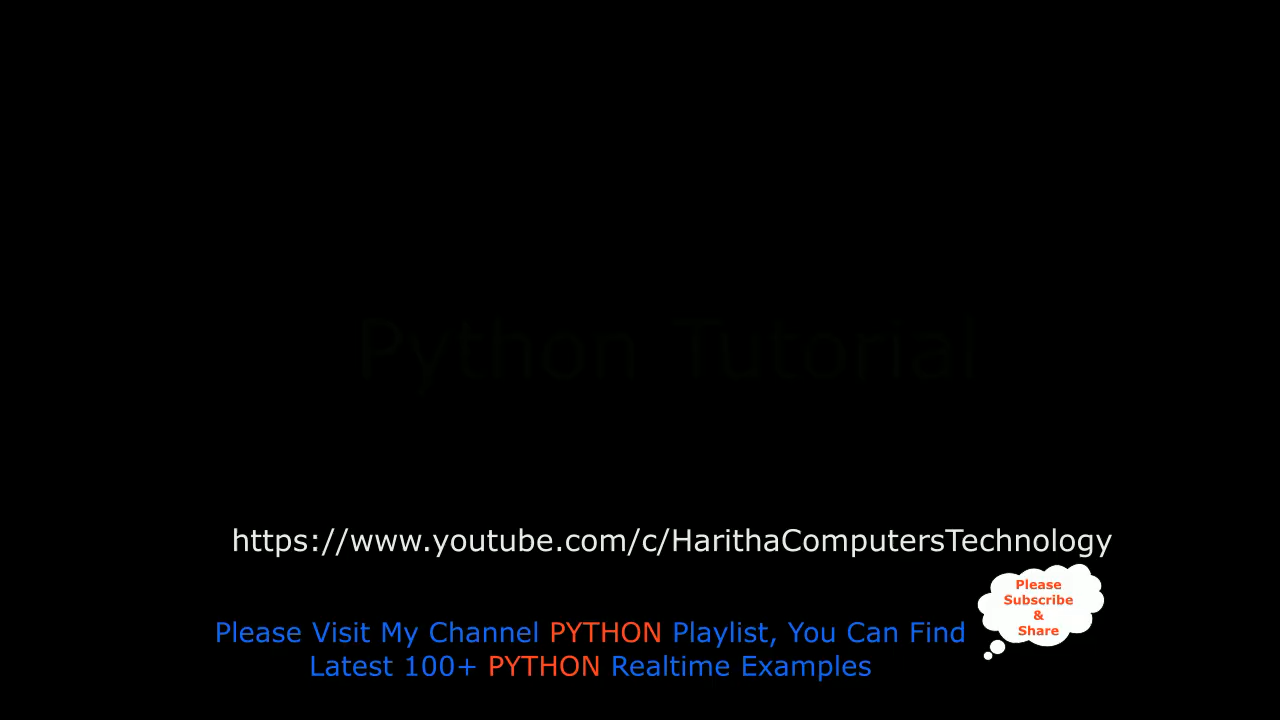 Python Tutorial
https://www.youtube.com/c/HarithaComputersTechnology
Please
Subscribe
&
Share
Please Visit My Channel PYTHON Playlist, You Can Find
Latest 100+ PYTHON Realtime Examples